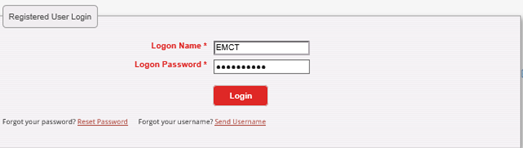 Registered User Login
Logon Name * EMCT
Logon Password * ●●●●●●●●●●
Login
Forgot your password? Reset Password Forgot your username? Send Username